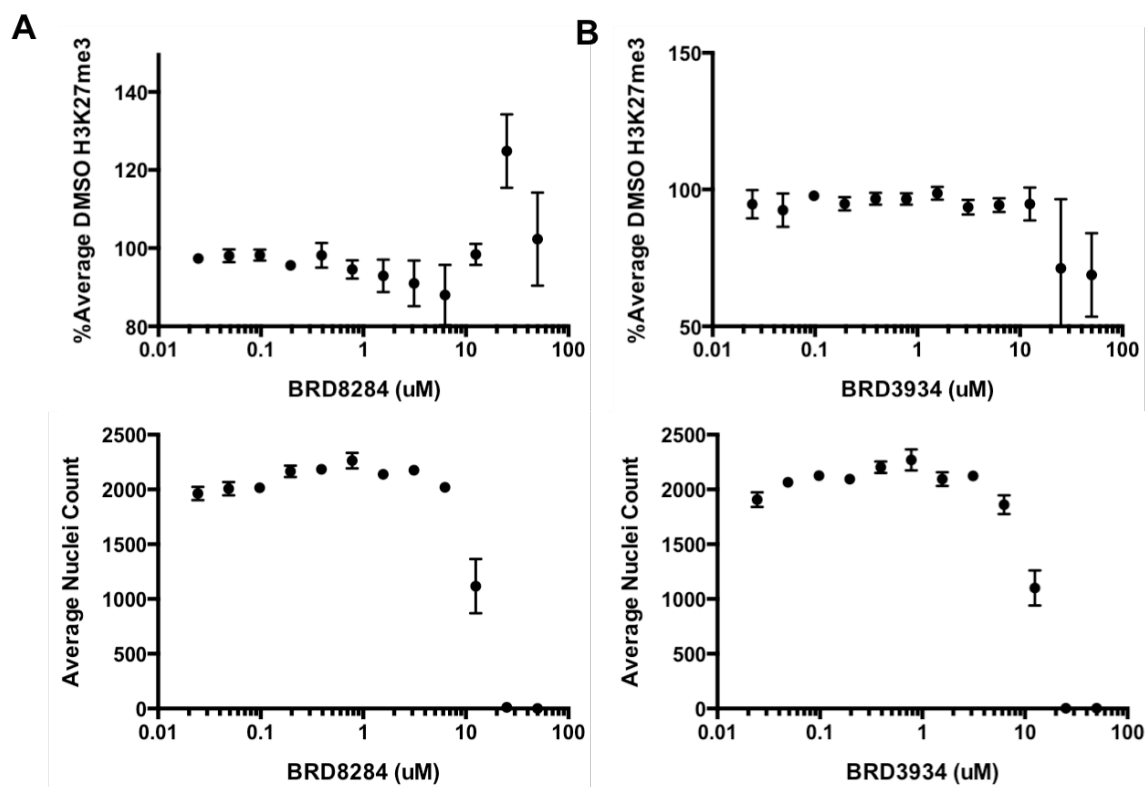 A
%Average DMSO H3K27me3
140
120
100
80
0.01 0.1 1 10 100
BRD8284 (uM)
B
%Average DMSO H3K27me3
150
100
50
0.01 0.1 1 10 100
BRD3934 (uM)
Average Nuclei Count
2500
2000
1500
1000
500
0
0.01 0.1 1 10 100
BRD8284 (uM)
Average Nuclei Count
2500
2000
1500
1000
500
0
0.01 0.1 1 10 100
BRD3934 (uM)